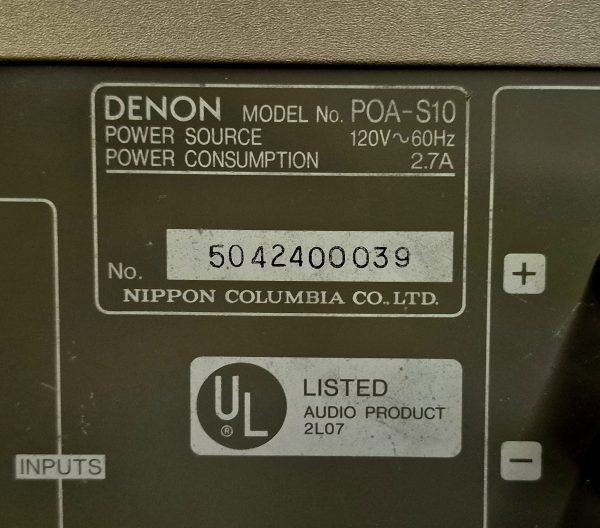 DENON MODEL No. POA-S10
POWER SOURCE 120V～60Hz
POWER CONSUMPTION 2.7A
No. 5042400039
NIPPON COLUMBIA CO., LTD.
UL ® LISTED
AUDIO PRODUCT
2L07
+
−
INPUTS